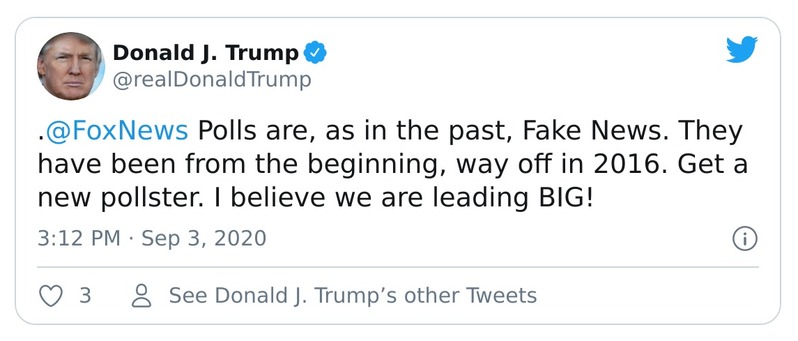 Donald J. Trump
@realDonaldTrump
.@FoxNews Polls are, as in the past, Fake News. They
have been from the beginning, way off in 2016. Get a
new pollster. I believe we are leading BIG!
3:12 PM · Sep 3, 2020
3 See Donald J. Trump’s other Tweets